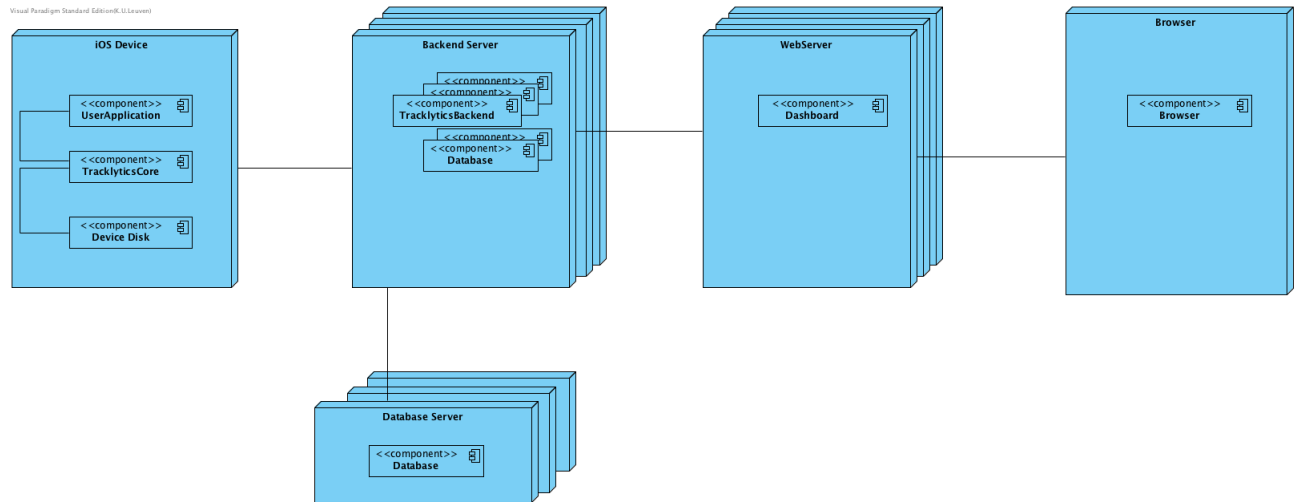 Visual Paradigm Standard Edition(K.U.Leuven)
iOS Device
<<component>>
UserApplication
<<component>>
TracklyticsCore
<<component>>
Device Disk
Backend Server
<<component>>
<<component>>
<<component>>
TracklyticsBackend
<<component>>
<<component>>
Database
WebServer
<<component>>
Dashboard
Browser
<<component>>
Browser
Database Server
<<component>>
Database